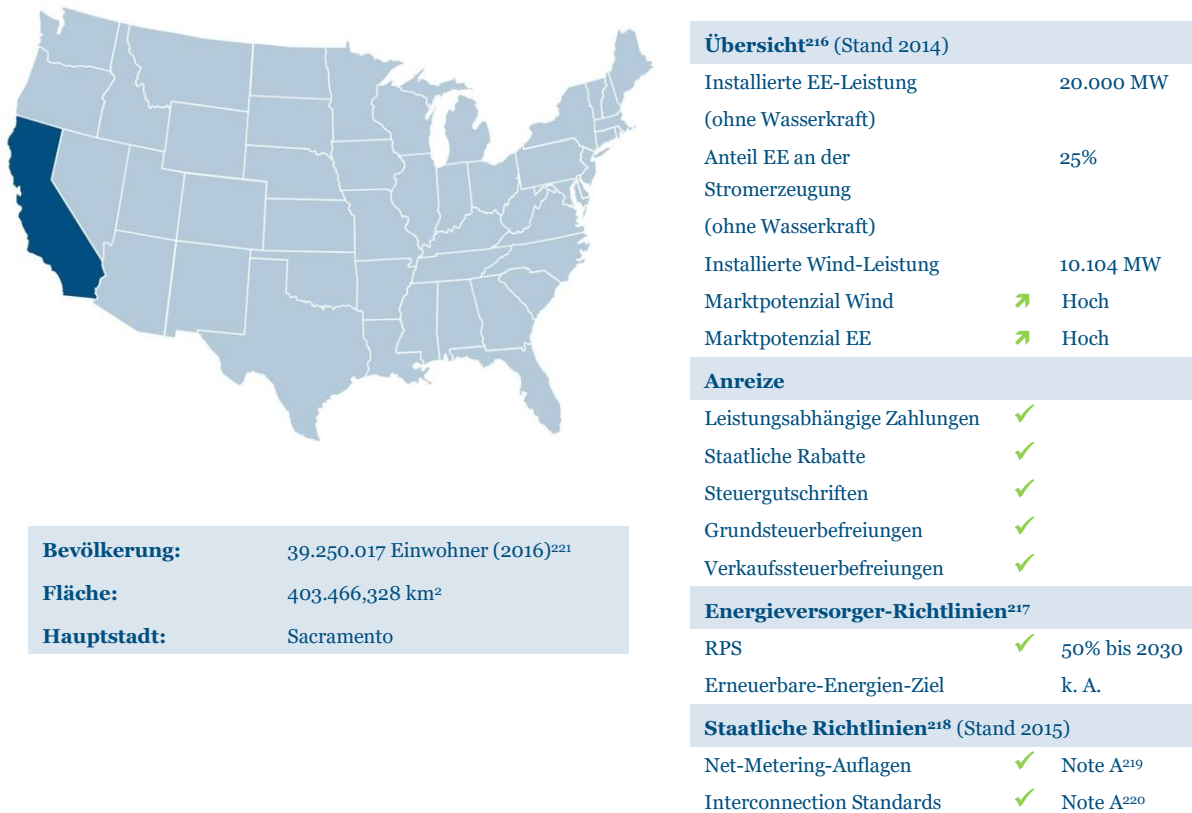 Übersicht²¹⁶ (Stand 2014)
Installierte EE-Leistung 20.000 MW
(ohne Wasserkraft)
Anteil EE an der 25%
Stromerzeugung
(ohne Wasserkraft)
Installierte Wind-Leistung 10.104 MW
Marktpotenzial Wind Hoch
Marktpotenzial EE Hoch
Anreize
Leistungsabhängige Zahlungen ✓
Staatliche Rabatte ✓
Steuergutschriften ✓
Grundsteuerbefreiungen ✓
Verkaufssteuerbefreiungen ✓
Energieversorger-Richtlinien²¹⁷
RPS ✓ 50% bis 2030
Erneuerbare-Energien-Ziel k. A.
Staatliche Richtlinien²¹⁸ (Stand 2015)
Net-Metering-Auflagen ✓ Note A²¹⁹
Interconnection Standards ✓ Note A²²⁰
Bevölkerung: 39.250.017 Einwohner (2016)²²¹
Fläche: 403.466,328 km²
Hauptstadt: Sacramento